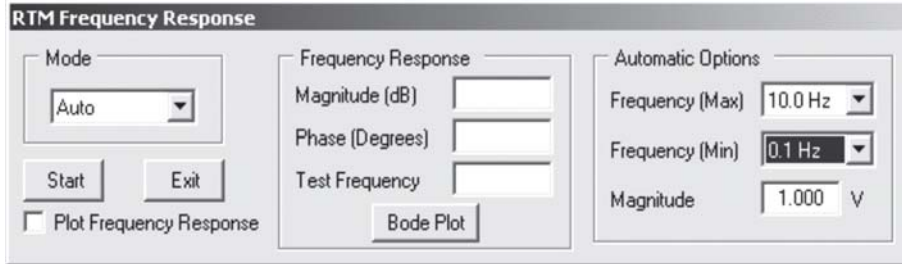 RTM Frequency Response
Mode
Auto
Start
Exit
Plot Frequency Response
Frequency Response
Magnitude (dB)
Phase (Degrees)
Test Frequency
Bode Plot
Automatic Options
Frequency (Max) 10.0 Hz
Frequency (Min) 0.1 Hz
Magnitude 1.000 V